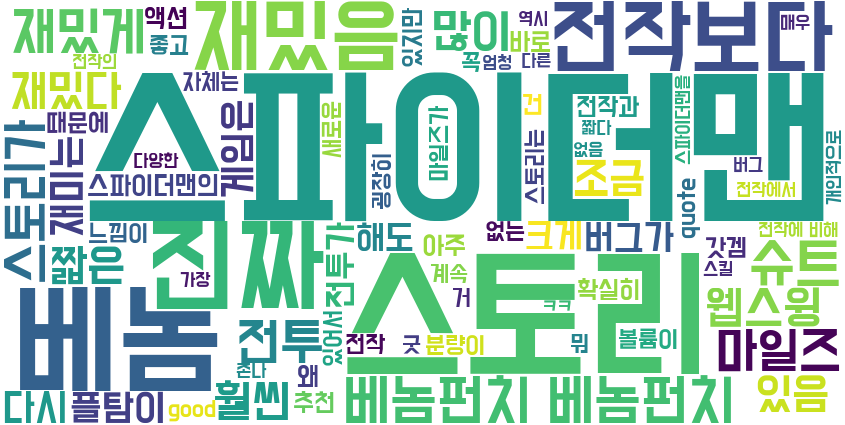 재밌게
액션
좋고
전작의
재밌음
있지만
많이
역시
바로
꼭
엄청
다른
전작보다
매우
재밌다
자체는
때문에
스파이더맨
스토리가
재미는
다양한
스파이더맨의
게임은
새로운
굉장히
마일즈가
스토리는
건
전작과
짧다
없음
조금
스파이더맨을
버그
전작에서
개인적으로
quote
느낌이
짧유
진짜
가장
전투가
해도
아주
계속
거
없는
크게
버그가
갓겜
스킬
전작에 비해
슈트
웹스윙
베놈
스토리
ㅋㅋ
확실히
볼륨이
마일즈
전투
있어서
전작
굿
분량이
뭐
존나
왜
다시
플탐이
good
훨씬
추천
베놈펀치 베놈펀치
있음